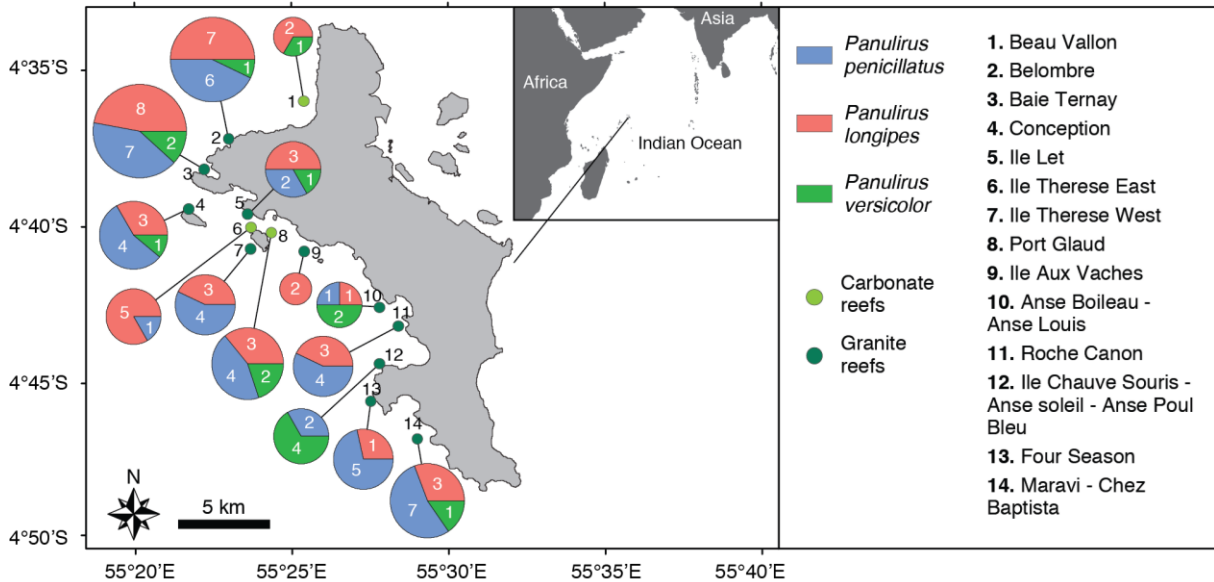 4°35'S
4°40'S
4°45'S
4°50'S
55°20'E
55°25'E
55°30'E
55°35'E
55°40'E
7
6
1
2
1
8
2
7
3
2
1
3
4
1
5
1
3
4
3
4
2
2
1
1
2
3
4
2
4
1
5
3
7
1
1
2
3
4
5
6
7
8
9
10
11
12
13
14
N
5 km
Asia
Africa
Indian Ocean
Panulirus
penicillatus
Panulirus
longipes
Panulirus
versicolor
Carbonate
reefs
Granite
reefs
1. Beau Vallon
2. Belombre
3. Baie Ternay
4. Conception
5. Ile Let
6. Ile Therese East
7. Ile Therese West
8. Port Glaud
9. Ile Aux Vaches
10. Anse Boileau -
Anse Louis
11. Roche Canon
12. Ile Chauve Souris -
Anse soleil - Anse Poul
Bleu
13. Four Season
14. Maravi - Chez
Baptista